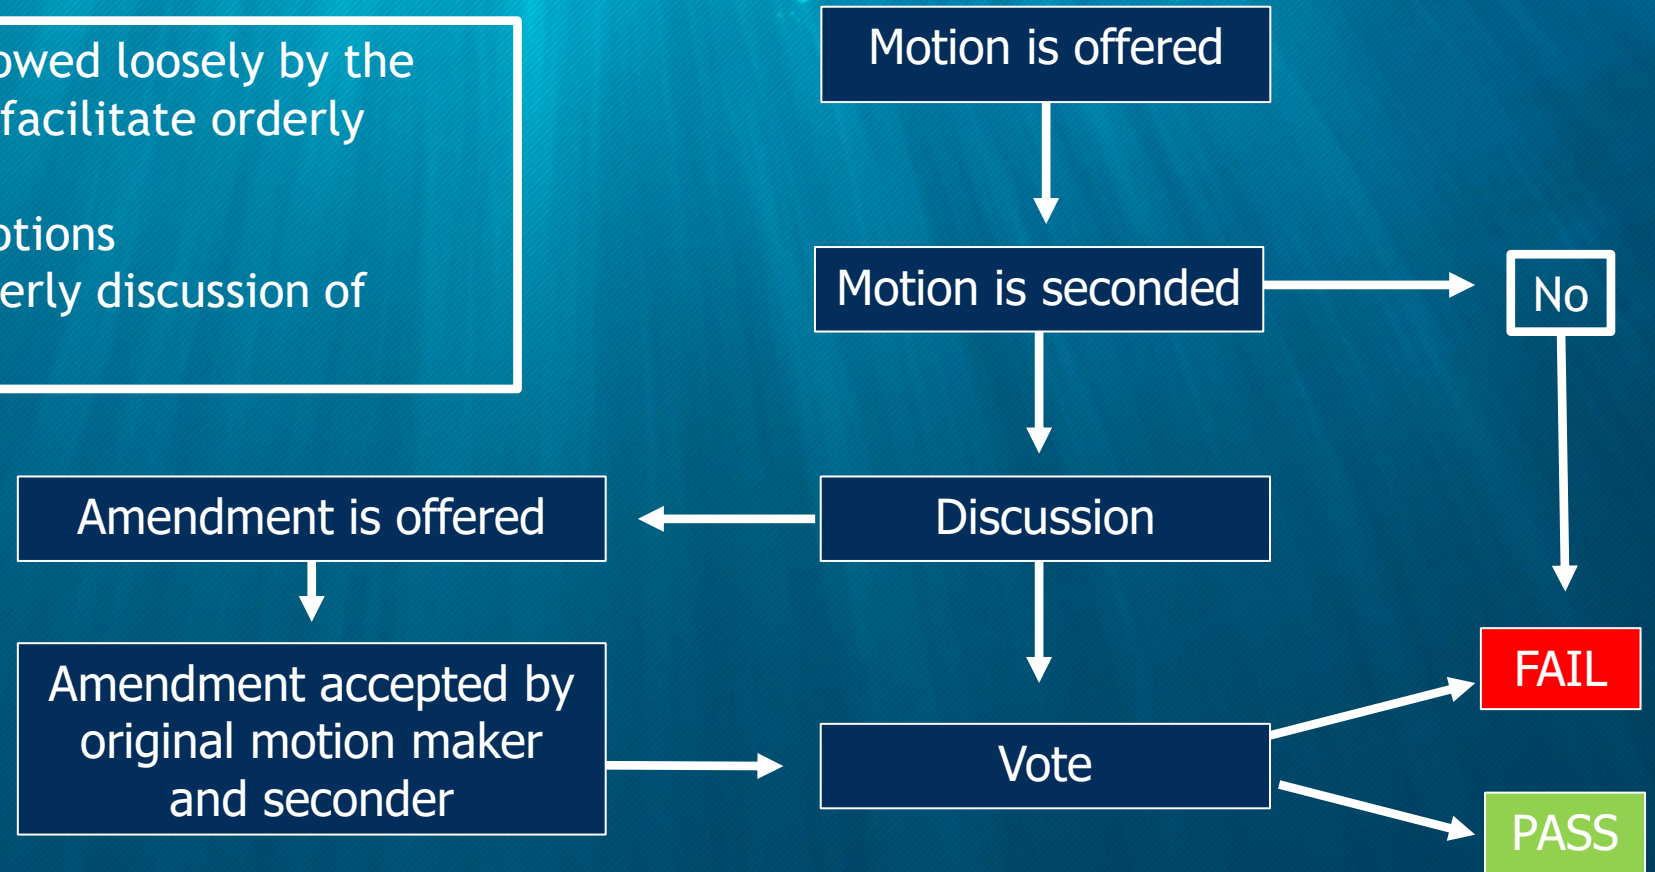 owed loosely by the
facilitate orderly
otions
erly discussion of
Motion is offered
Motion is seconded
No
Discussion
Amendment is offered
Amendment accepted by
original motion maker
and seconder
Vote
FAIL
PASS